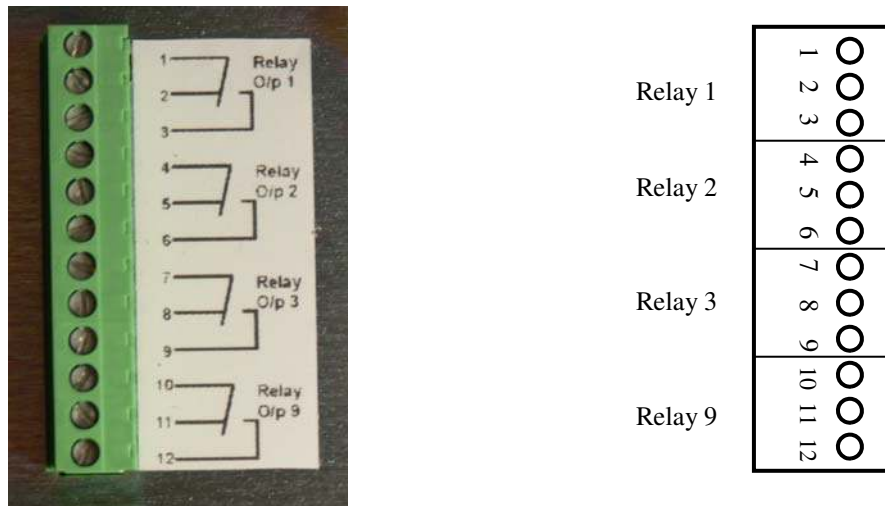 1
Relay
O/p 1
2
3
4
Relay
O/p 2
5
6
7
Relay
O/p 3
8
9
10
Relay
O/p 9
11
12
Relay 1
Relay 2
Relay 3
Relay 9
1
2
3
4
5
6
7
8
9
10
11
12